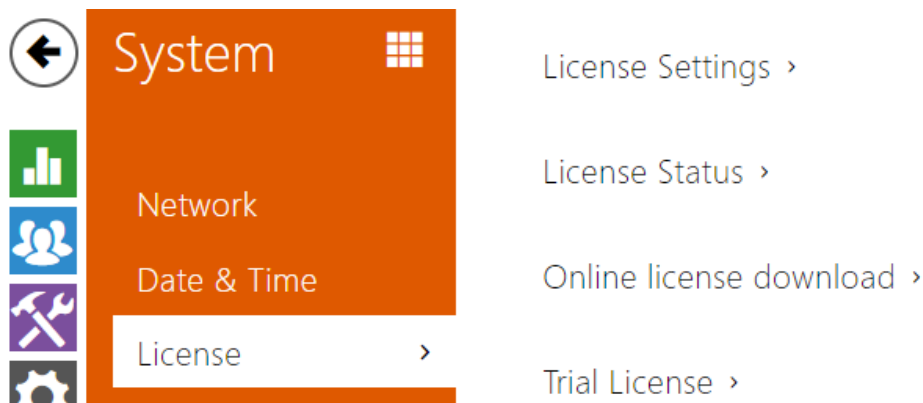 System
Network
Date & Time
License
License Settings
License Status
Online license download
Trial License